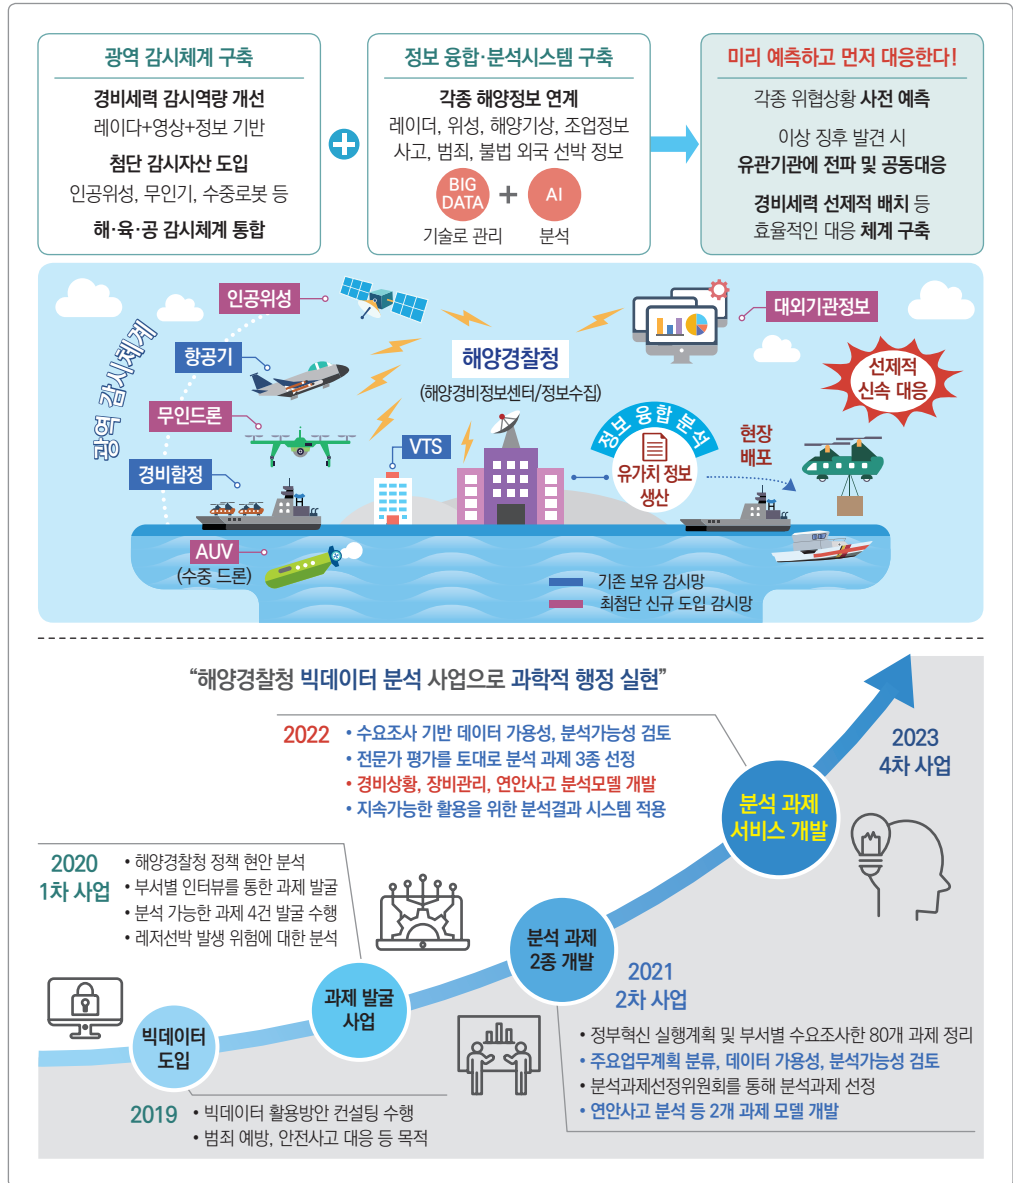 광역 감시체계 구축
경비세력 감시역량 개선
레이다+영상+정보 기반
첨단 감시자산 도입
인공위성, 무인기, 수중로봇 등
해·육·공 감시체계 통합
정보 융합·분석시스템 구축
각종 해양정보 연계
레이더, 위성, 해양기상, 조업정보
사고, 범죄, 불법 외국 선박 정보
BIG
DATA
+
AI
기술로 관리
분석
미리 예측하고 먼저 대응한다!
각종 위협상황 사전 예측
이상 징후 발견 시
유관기관에 전파 및 공동대응
경비세력 선제적 배치 등
효율적인 대응 체계 구축
광역 감시체계
인공위성
항공기
무인드론
경비함정
AUV
(수중 드론)
VTS
해양경찰청
(해양경비정보센터/정보수집)
대외기관정보
선제적
신속 대응
정보 융합 분석
유가치 정보
생산
현장
배포
기존 보유 감시망
최첨단 신규 도입 감시망
“해양경찰청 빅데이터 분석 사업으로 과학적 행정 실현”
2022
• 수요조사 기반 데이터 가용성, 분석가능성 검토
• 전문가 평가를 토대로 분석 과제 3종 선정
• 경비상황, 장비관리, 연안사고 분석모델 개발
• 지속가능한 활용을 위한 분석결과 시스템 적용
2023
4차 사업
분석 과제
서비스 개발
2020
1차 사업
• 해양경찰청 정책 현안 분석
• 부서별 인터뷰를 통한 과제 발굴
• 분석 가능한 과제 4건 발굴 수행
• 레저선박 발생 위험에 대한 분석
분석 과제
2종 개발
과제 발굴
사업
빅데이터
도입
2021
2차 사업
• 정부혁신 실행계획 및 부서별 수요조사한 80개 과제 정리
• 주요업무계획 분류, 데이터 가용성, 분석가능성 검토
• 분석과제선정위원회를 통해 분석과제 선정
• 연안사고 분석 등 2개 과제 모델 개발
2019
• 빅데이터 활용방안 컨설팅 수행
• 범죄 예방, 안전사고 대응 등 목적